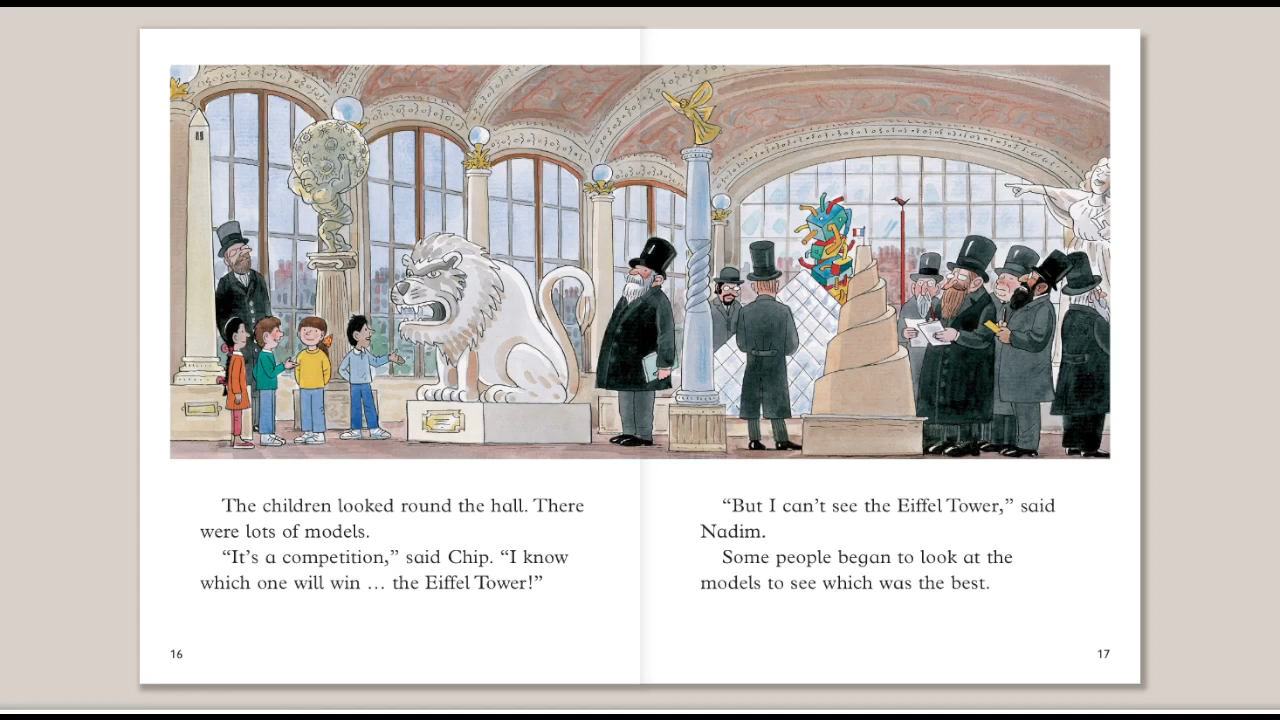 The children looked round the hall. There
were lots of models.
“It’s a competition,” said Chip. “I know
which one will win … the Eiffel Tower!”
16
“But I can’t see the Eiffel Tower,” said
Nadim.
Some people began to look at the
models to see which was the best.
17